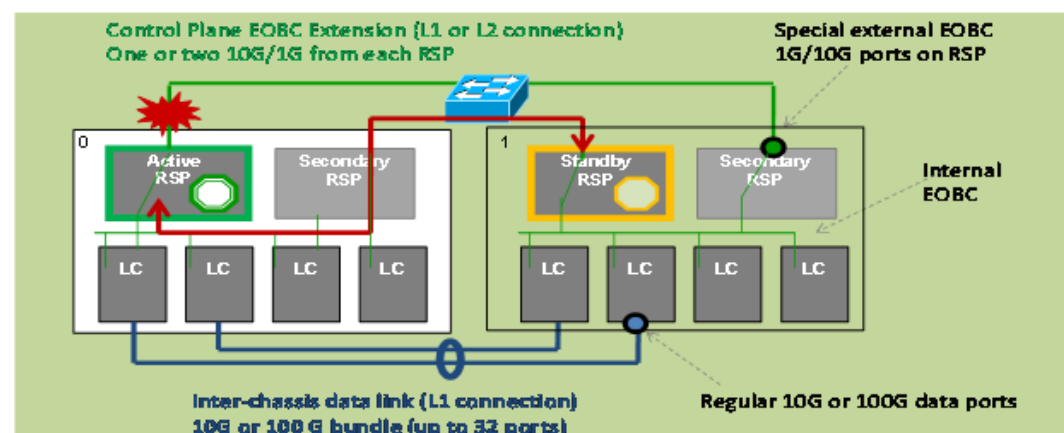 Control Plane EOBC Extension (L1 or L2 connection)
One or two 10G/1G from each RSP
Special external EOBC
1G/10G ports on RSP
0
Active
RSP
Secondary
RSP
1
Standby
RSP
Secondary
RSP
Internal
EOBC
LC
LC
LC
LC
LC
LC
LC
LC
Inter-chassis data link (L1 connection)
10G or 100 G bundle (up to 32 ports)
Regular 10G or 100G data ports